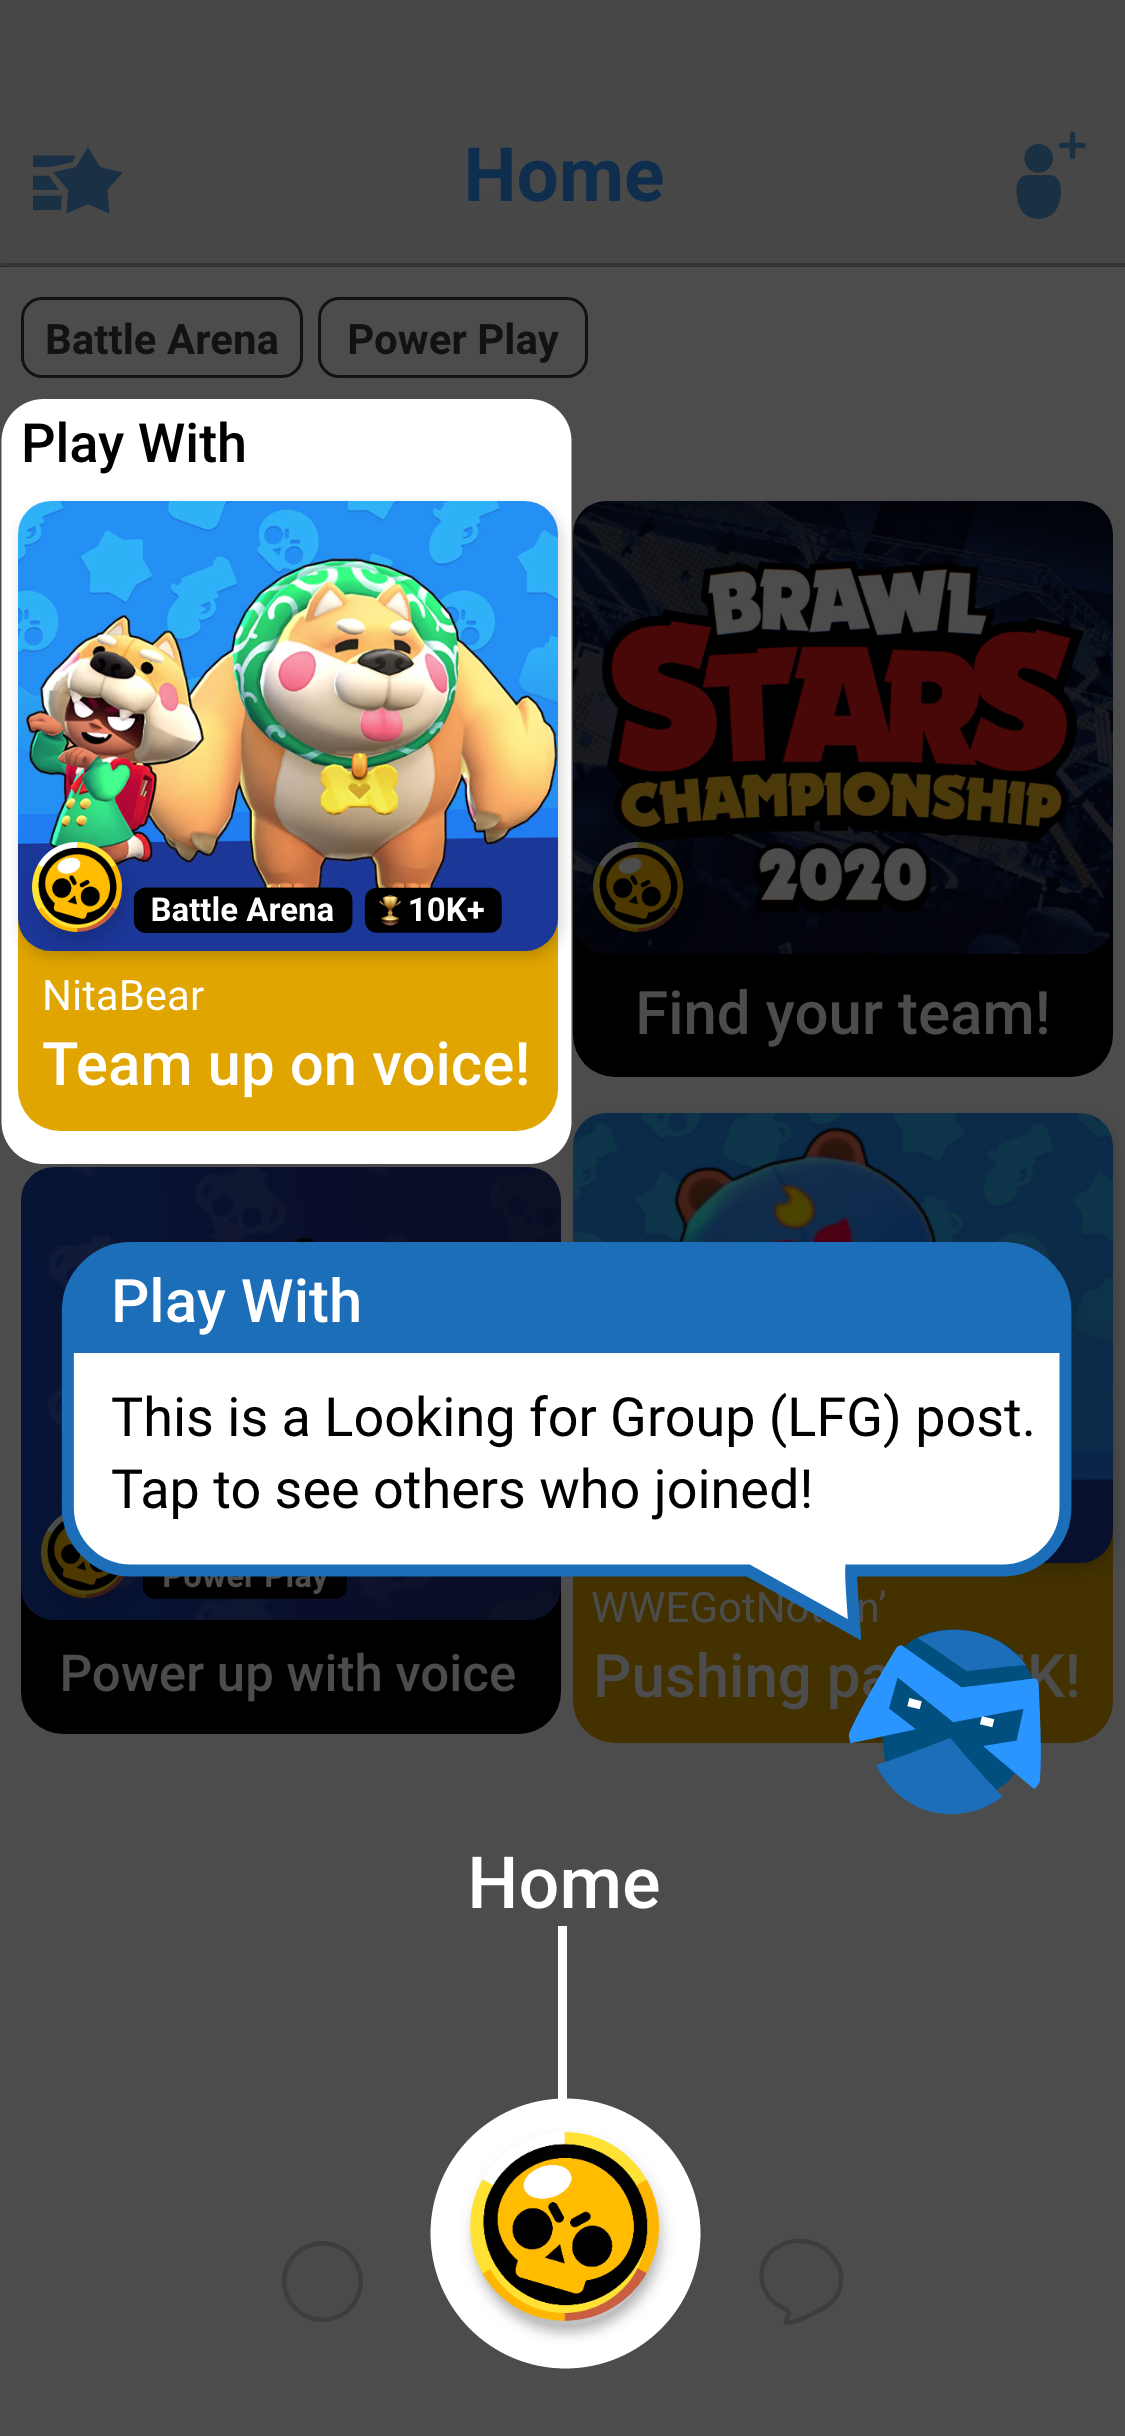 Home
Battle Arena
Power Play
Play With
BRAWL
STARS
CHAMPIONSHIP
2020
Battle Arena
10K+
NitaBear
Team up on voice!
Find your team!
Play With
This is a Looking for Group (LFG) post.
Tap to see others who joined!
Power Play
Power up with voice
WWEGotNo
Pushing pa
K!
Home